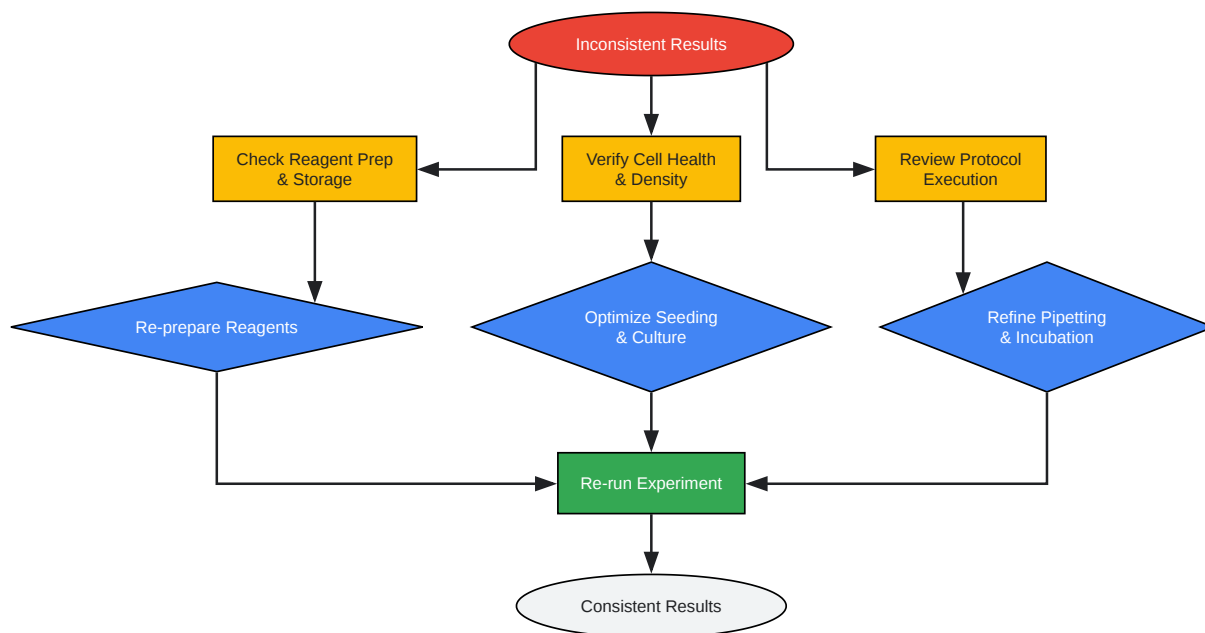 Inconsistent Results
Check Reagent Prep
& Storage
Verify Cell Health
& Density
Review Protocol
Execution
Re-prepare Reagents
Optimize Seeding
& Culture
Refine Pipetting
& Incubation
Re-run Experiment
Consistent Results